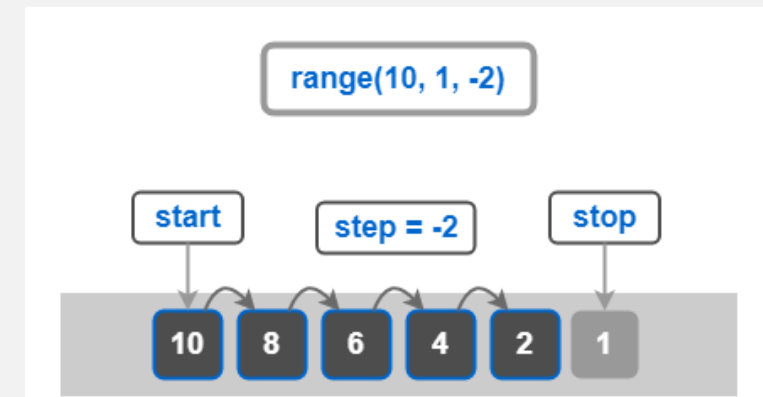 range(10, 1, -2)
start
step = -2
stop
10 8 6 4 2 1